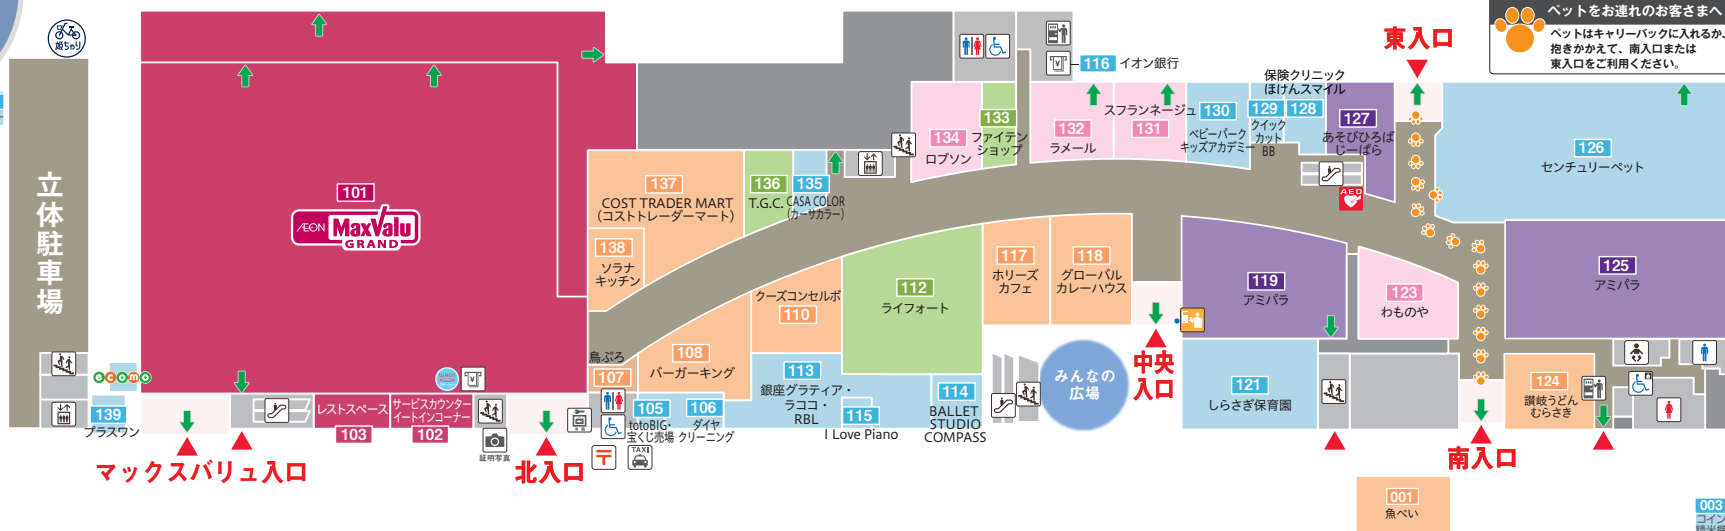 姫ちゃり
立体駐車場
101
ÆON MaxValu
GRAND
ecomo
139
プラスワン
マックスバリュ入口
レストスペース
103
サービスカウンター
イートインコーナー
102
証明写真
北入口
137
COST TRADER MART
(コストトレーダーマート)
138
ソラナ
キッチン
136
T.G.C.
135
CASA COLOR
(カーサカラー)
134
ロブソン
133
ファイテン
ショップ
116 イオン銀行
132
ラメール
スフランネージュ
131
130
ベビーパーク
キッズアカデミー
保険クリニック
ほけんスマイル
129
クイック
カット
BB
128
127
あそびひろば
じーぱら
AED
東入口
ペットをお連れのお客さまへ
ペットはキャリーバックに入れるか、
抱きかかえて、南入口または
東入口をご利用ください。
126
センチュリーペット
125
アミパラ
鳥ぷろ
107
108
バーガーキング
クーズコンセルボ
110
112
ライフォート
117
ホリーズ
カフェ
118
グローバル
カレーハウス
105
totoBIG・
宝くじ売場
106
ダイヤ
クリーニング
TAXI
113
銀座グラティア・
ラココ・
RBL
115
I Love Piano
114
BALLET
STUDIO
COMPASS
みんなの
広場
中央
入口
119
アミパラ
121
しらさぎ保育園
123
わものや
124
讃岐うどん
むらさき
南入口
001
魚べい
003
コイン
精米機